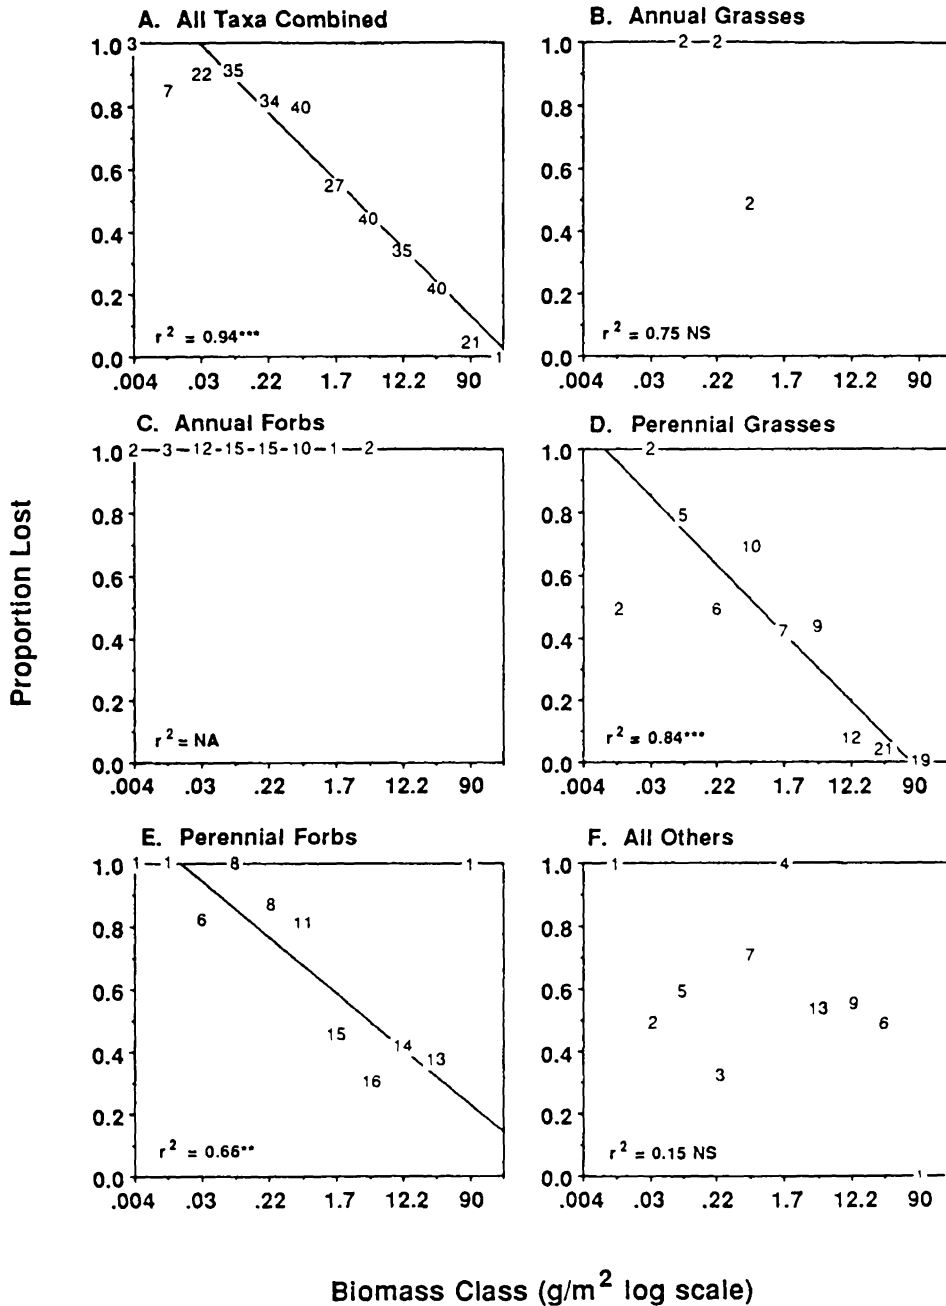 A. All Taxa Combined
1.0 3
22 35
7
0.8
34 40
0.6
27
40
0.4
35
40
0.2
r² = 0.94***
21
0.0
1
.004 .03 .22 1.7 12.2 90
B. Annual Grasses
1.0
2 2
0.8
0.6
2
0.4
0.2
r² = 0.75 NS
0.0
.004 .03 .22 1.7 12.2 90
C. Annual Forbs
1.0 2—3—12-15-15-10—1—2
0.8
0.6
0.4
0.2
r² = NA
0.0
.004 .03 .22 1.7 12.2 90
D. Perennial Grasses
1.0
2
0.8
5
10
0.6
2 6
7 9
0.4
0.2
r² = 0.84***
12 21
0.0
19
.004 .03 .22 1.7 12.2 90
Proportion Lost
E. Perennial Forbs
1.0 1 1 8 1
6 8 11
0.8
0.6
15
14 13
0.4
16
0.2
r² = 0.66**
0.0
.004 .03 .22 1.7 12.2 90
F. All Others
1.0
1 4
0.8
7
0.6
5
2
13 9 6
0.4
3
0.2
r² = 0.15 NS
0.0
1
.004 .03 .22 1.7 12.2 90
Biomass Class (g/m² log scale)